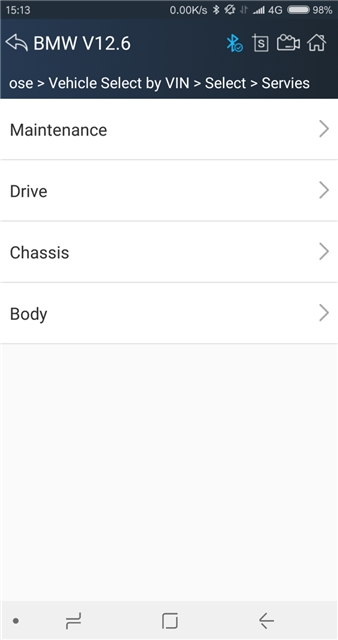 15:13 0.00K/s 4G 98%
BMW V12.6 S
ose > Vehicle Select by VIN > Select > Servies
Maintenance
Drive
Chassis
Body